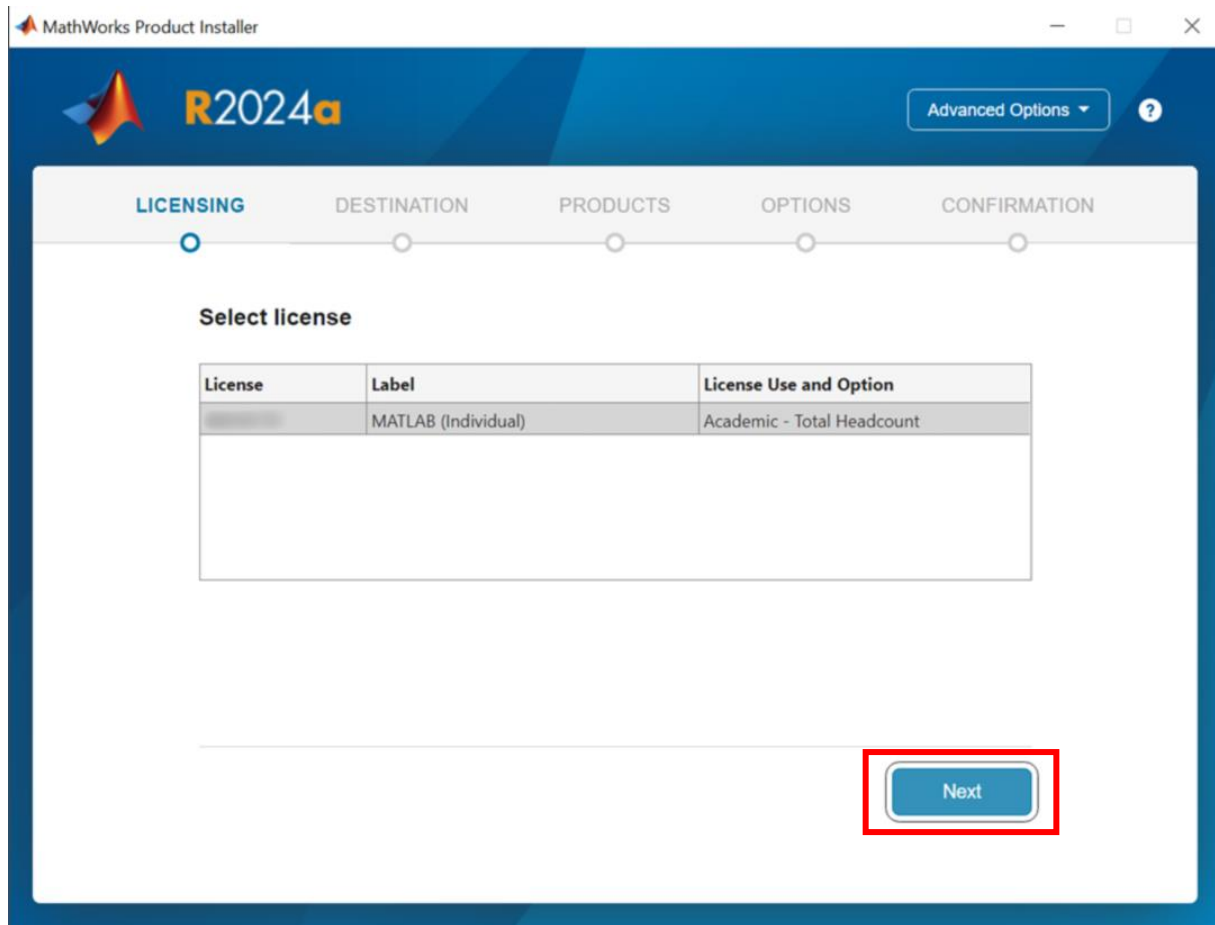 MathWorks Product Installer
R2024a
Advanced Options
?
LICENSING DESTINATION PRODUCTS OPTIONS CONFIRMATION
Select license
License Label License Use and Option
MATLAB (Individual) Academic - Total Headcount
Next